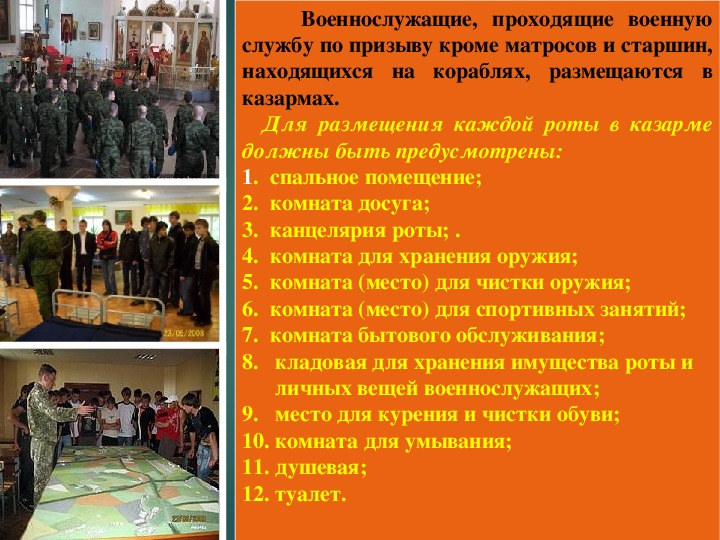 Военнослужащие, проходящие военную
службу по призыву кроме матросов и старшин,
находящихся на кораблях, размещаются в
казармах.
Для размещения каждой роты в казарме
должны быть предусмотрены:
1. спальное помещение;
2. комната досуга;
3. канцелярия роты; .
4. комната для хранения оружия;
5. комната (место) для чистки оружия;
6. комната (место) для спортивных занятий;
7. комната бытового обслуживания;
8. кладовая для хранения имущества роты и
личных вещей военнослужащих;
9. место для курения и чистки обуви;
10. комната для умывания;
11. душевая;
12. туалет.
23/05/2008